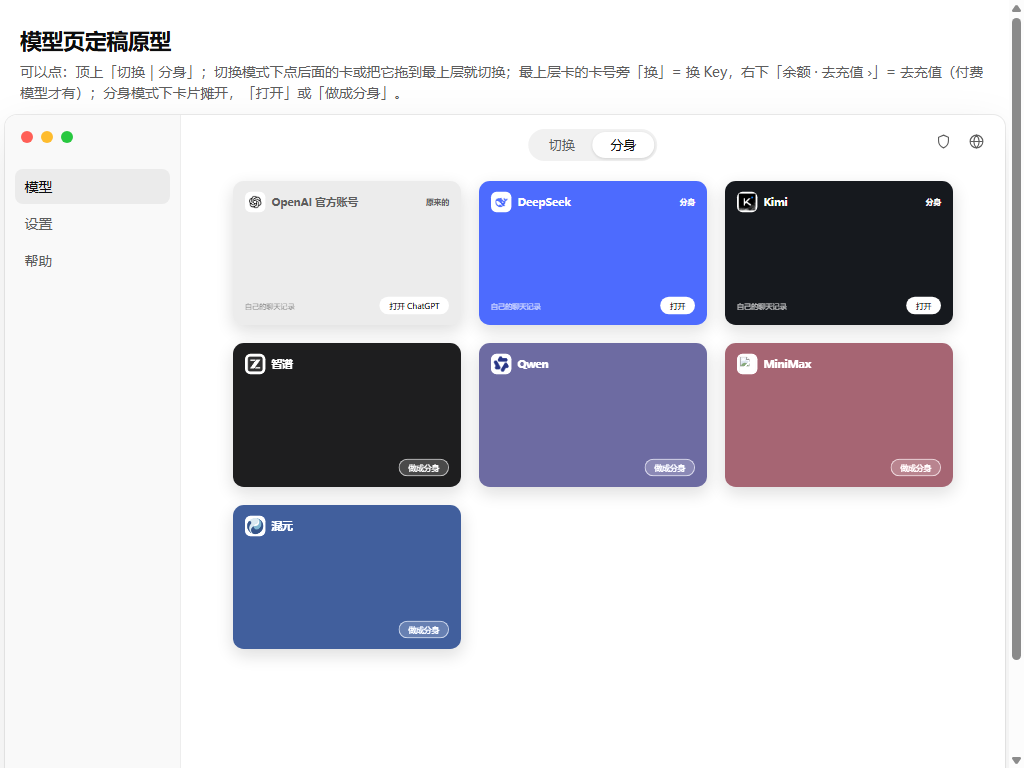 模型页定稿原型
可以点：顶上「切换 | 分身」；切换模式下点后面的卡或把它拖到最上层就切换；最上层卡的卡号旁「换」= 换 Key，右下「余额 · 去充值 ›」= 去充值（付费
模型才有）；分身模式下卡片摊开，「打开」或「做成分身」。
切换 分身
模型
设置
帮助
OpenAI 官方账号 原来的
自己的聊天记录 打开 ChatGPT
DeepSeek 分身
自己的聊天记录 打开
Kimi 分身
自己的聊天记录 打开
智谱
做成分身
Qwen
做成分身
MiniMax
做成分身
混元
做成分身